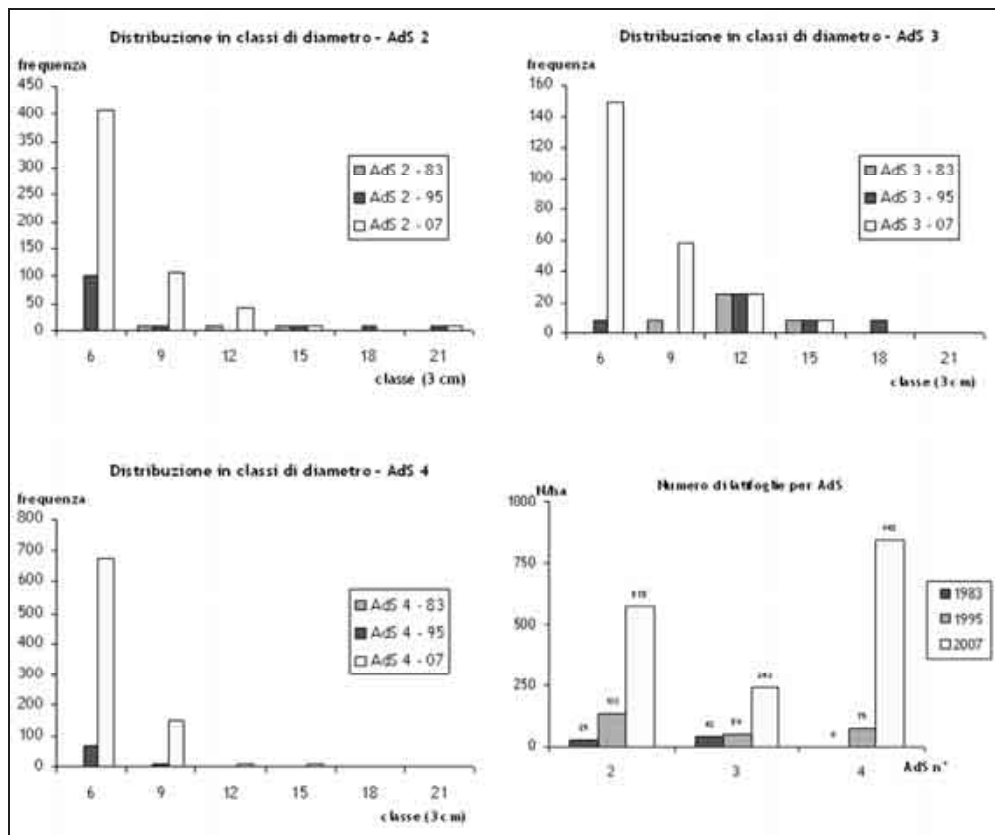 Distribuzione in classi di diametro - AdS 2
frequenza
450
400
350
300
250
200
150
100
50
0
6 9 12 15 18 21
classe (3 cm)
AdS 2 - 83
AdS 2 - 95
AdS 2 - 07
Distribuzione in classi di diametro - AdS 3
frequenza
160
140
120
100
80
60
40
20
0
6 9 12 15 18 21
classe (3 cm)
AdS 3 - 83
AdS 3 - 95
AdS 3 - 07
Distribuzione in classi di diametro - AdS 4
frequenza
800
700
600
500
400
300
200
100
0
6 9 12 15 18 21
classe (3 cm)
AdS 4 - 83
AdS 4 - 95
AdS 4 - 07
Numero di latifoglie per AdS
N/ha
1000
750
500
250
0
2 3 4
AdS n°
1983
1995
2007